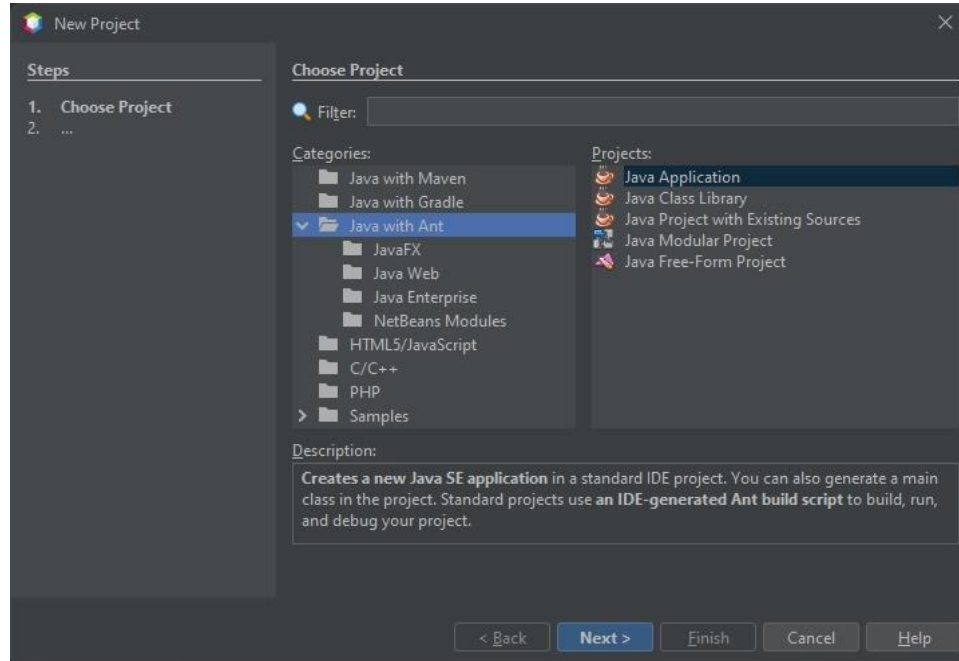 New Project
Steps
1. Choose Project
2. ...
Choose Project
Filter:
Categories:
Java with Maven
Java with Gradle
Java with Ant
JavaFX
Java Web
Java Enterprise
NetBeans Modules
HTML5/JavaScript
C/C++
PHP
Samples
Projects:
Java Application
Java Class Library
Java Project with Existing Sources
Java Modular Project
Java Free-Form Project
Description:
Creates a new Java SE application in a standard IDE project. You can also generate a main
class in the project. Standard projects use an IDE-generated Ant build script to build, run,
and debug your project.
< Back
Next >
Finish
Cancel
Help